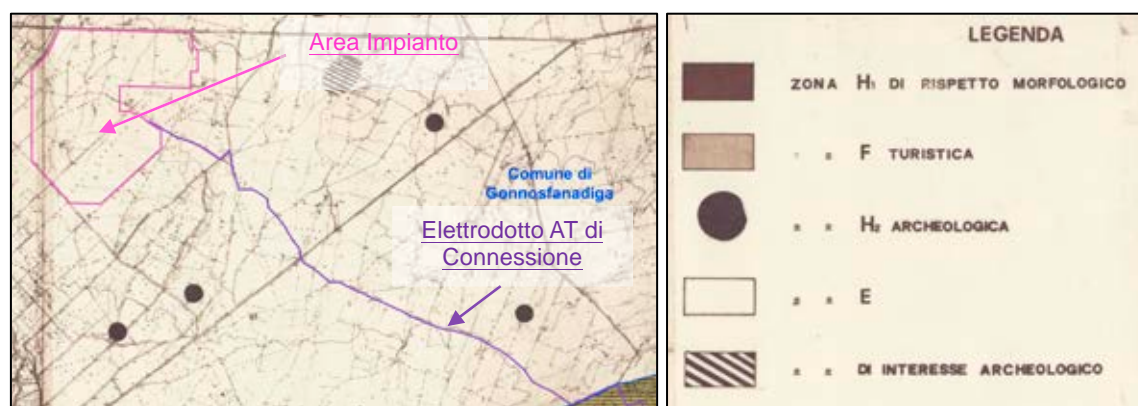 Area Impianto
Comune di
Gonnosfanadiga
Elettrodotto AT di
Connessione
LEGENDA
ZONA H1 DI RISPETTO MORFOLOGICO
" " F TURISTICA
" " H2 ARCHEOLOGICA
" " E
" " DI INTERESSE ARCHEOLOGICO